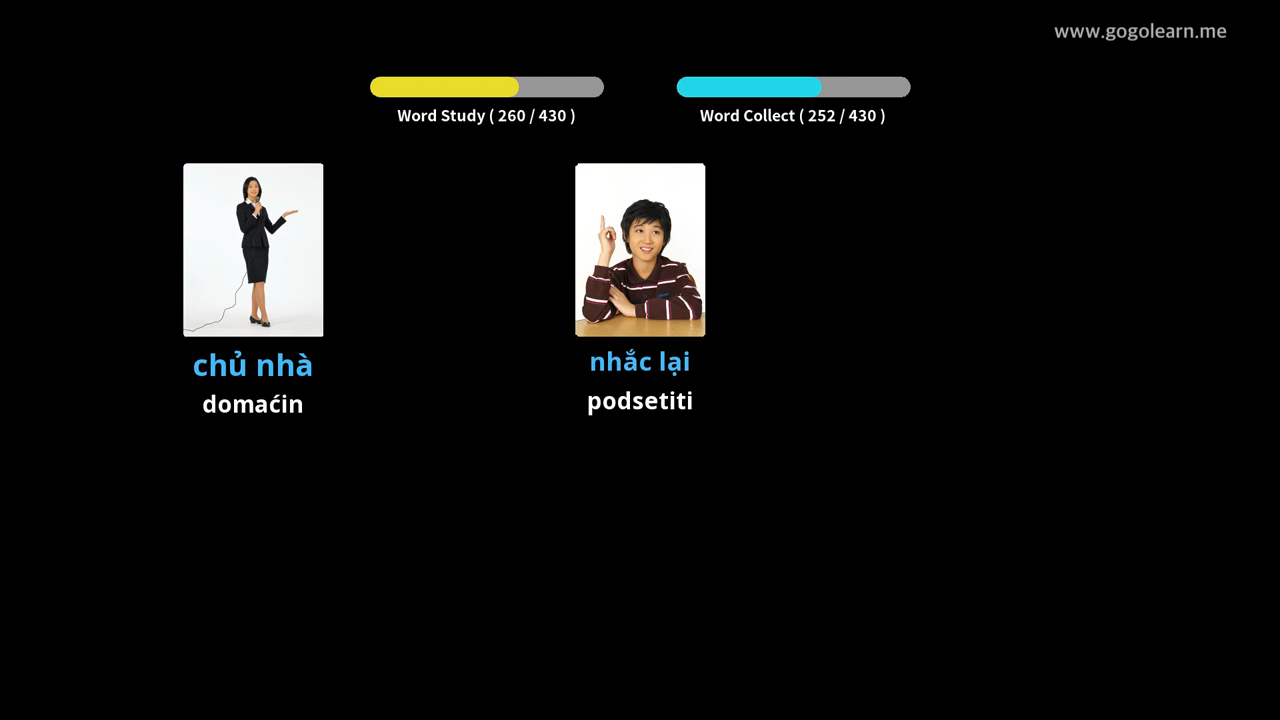 www.gogolearn.me
Word Study ( 260 / 430 )
Word Collect ( 252 / 430 )
chủ nhà
domaćin
nhắc lại
podsetiti